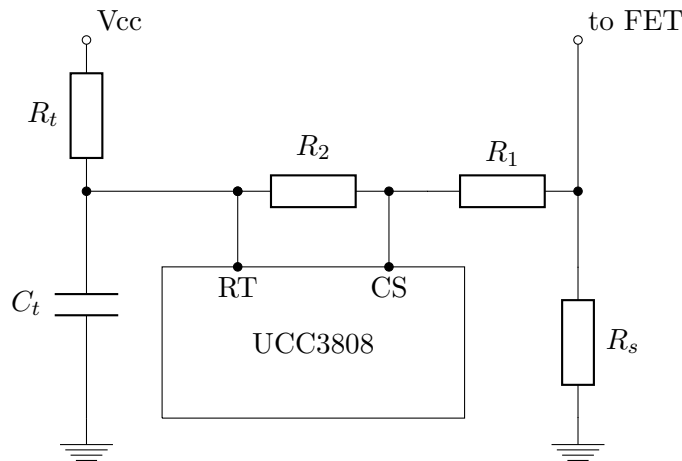 Vcc
to FET
R_t
R_2
R_1
RT
CS
C_t
UCC3808
R_s